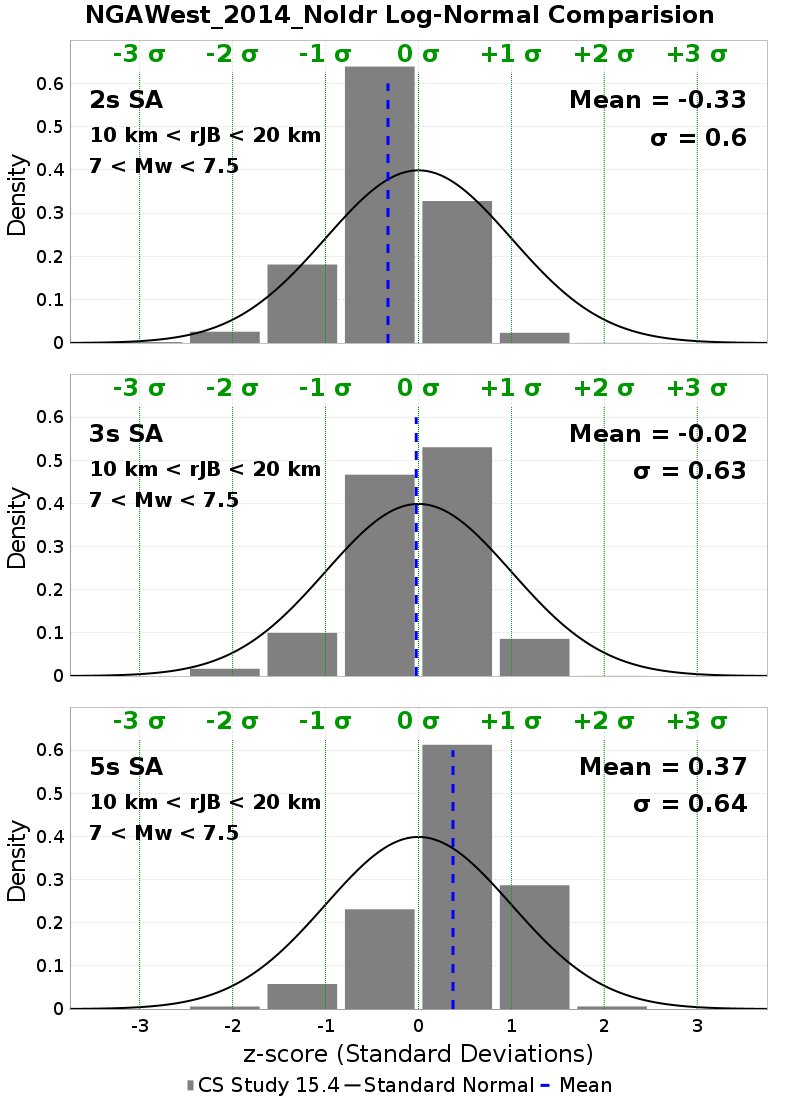 NGAWest_2014_NoIdr Log-Normal Comparision
-3 σ -2 σ -1 σ 0 σ +1 σ +2 σ +3 σ
0.6
2s SA Mean = -0.33
0.5
10 km < rJB < 20 km σ = 0.6
7 < Mw < 7.5
0.4
Density
0.3
0.2
0.1
0
-3 σ -2 σ -1 σ 0 σ +1 σ +2 σ +3 σ
0.6
3s SA Mean = -0.02
0.5
10 km < rJB < 20 km σ = 0.63
7 < Mw < 7.5
0.4
Density
0.3
0.2
0.1
0
-3 σ -2 σ -1 σ 0 σ +1 σ +2 σ +3 σ
0.6
5s SA Mean = 0.37
0.5
10 km < rJB < 20 km σ = 0.64
7 < Mw < 7.5
0.4
Density
0.3
0.2
0.1
0
-3 -2 -1 0 1 2 3
z-score (Standard Deviations)
CS Study 15.4 Standard Normal Mean